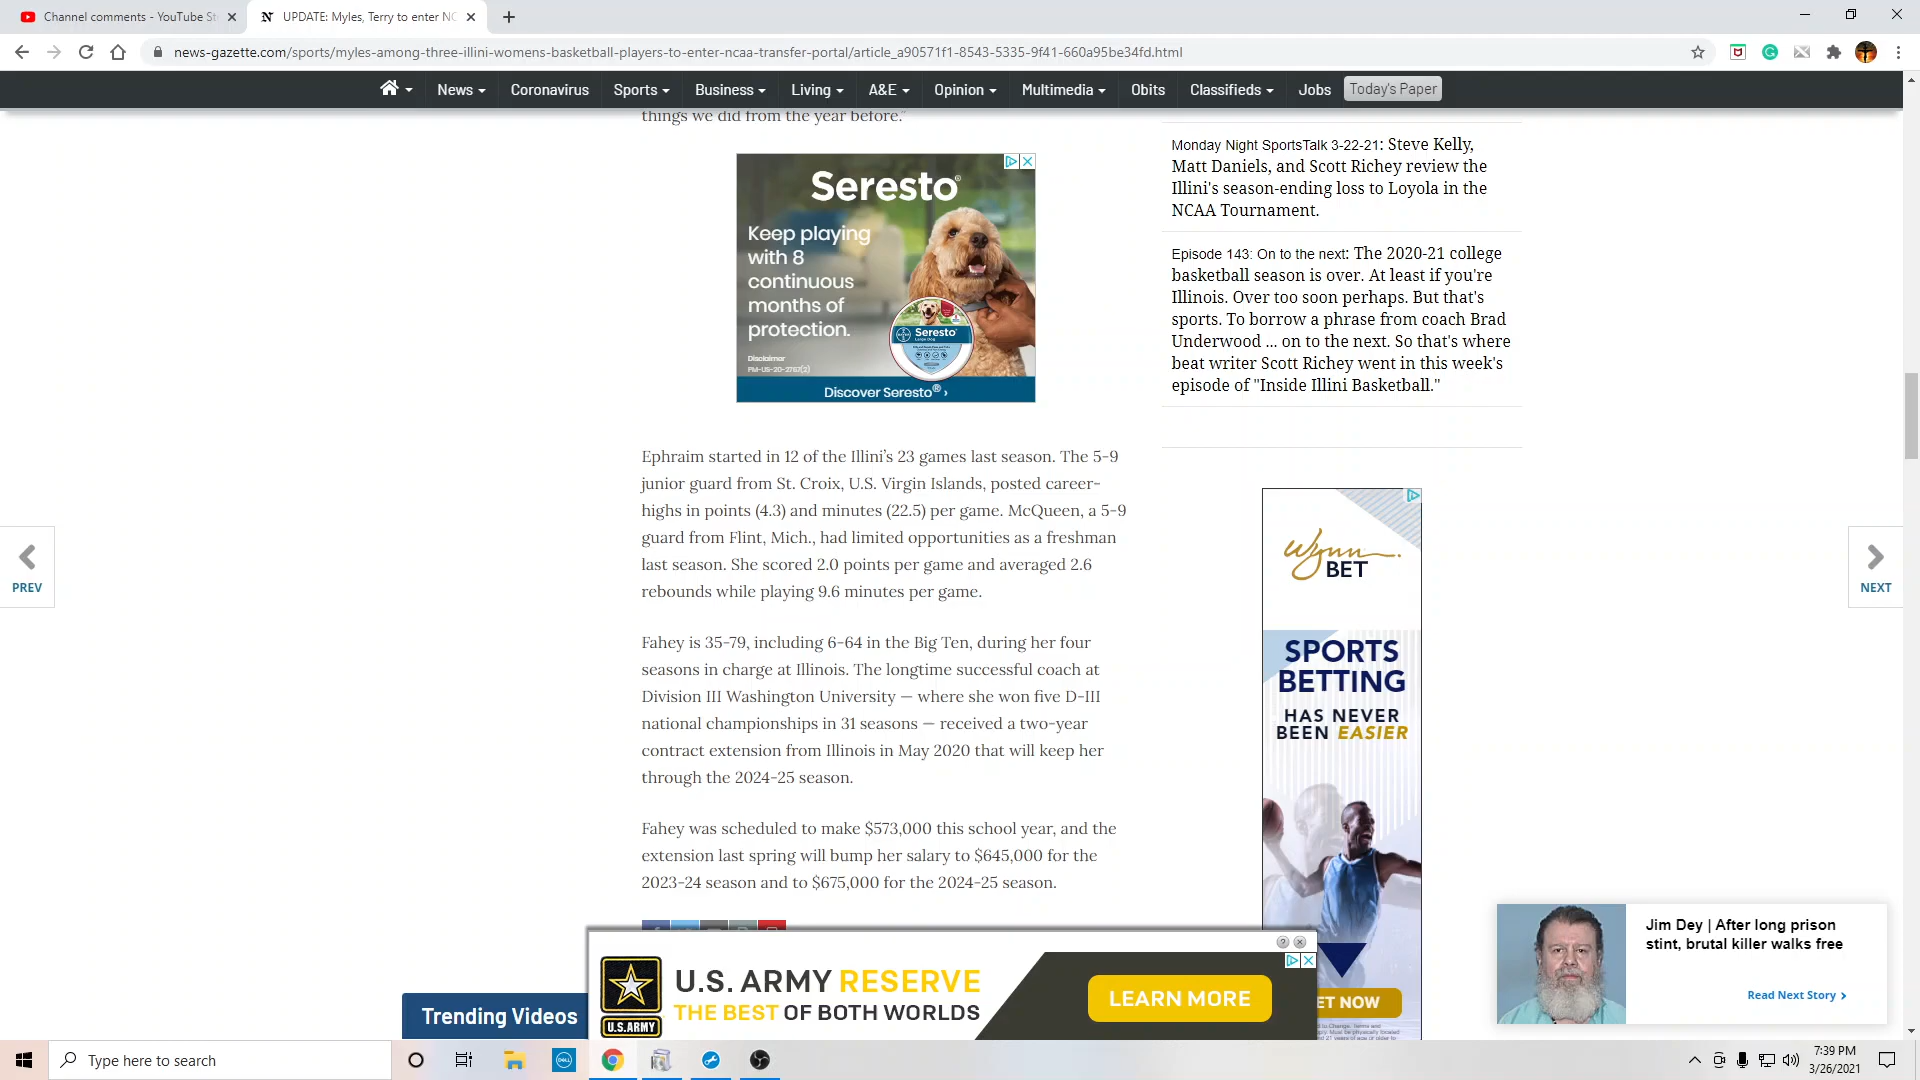 Channel comments - YouTube St
UPDATE: Myles, Terry to enter NC
news-gazette.com/sports/myles-among-three-illini-womens-basketball-players-to-enter-ncaa-transfer-portal/article_a90571f1-8543-5335-9f41-660a95be34fd.html
News
Coronavirus
Sports
Business
Living
A&E
Opinion
Multimedia
Obits
Classifieds
Jobs
Today's Paper
things we did from the year before."
Seresto®
Keep playing
with 8
continuous
months of
protection.
Disclaimer
PM-US-20-2767(2)
Seresto
Large Dog
Discover Seresto® ›
Ephraim started in 12 of the Illini's 23 games last season. The 5-9
junior guard from St. Croix, U.S. Virgin Islands, posted career-
highs in points (4.3) and minutes (22.5) per game. McQueen, a 5-9
guard from Flint, Mich., had limited opportunities as a freshman
last season. She scored 2.0 points per game and averaged 2.6
rebounds while playing 9.6 minutes per game.
Fahey is 35-79, including 6-64 in the Big Ten, during her four
seasons in charge at Illinois. The longtime successful coach at
Division III Washington University — where she won five D-III
national championships in 31 seasons — received a two-year
contract extension from Illinois in May 2020 that will keep her
through the 2024-25 season.
Fahey was scheduled to make $573,000 this school year, and the
extension last spring will bump her salary to $645,000 for the
2023-24 season and to $675,000 for the 2024-25 season.
Monday Night SportsTalk 3-22-21: Steve Kelly,
Matt Daniels, and Scott Richey review the
Illini's season-ending loss to Loyola in the
NCAA Tournament.
Episode 143: On to the next: The 2020-21 college
basketball season is over. At least if you're
Illinois. Over too soon perhaps. But that's
sports. To borrow a phrase from coach Brad
Underwood ... on to the next. So that's where
beat writer Scott Richey went in this week's
episode of "Inside Illini Basketball."
Wynn
BET
SPORTS
BETTING
HAS NEVER
BEEN EASIER
ET NOW
PREV
NEXT
Jim Dey | After long prison
stint, brutal killer walks free
Read Next Story
Trending Videos
U.S.ARMY
U.S. ARMY RESERVE
THE BEST OF BOTH WORLDS
LEARN MORE
Type here to search
DELL
7:39 PM
3/26/2021